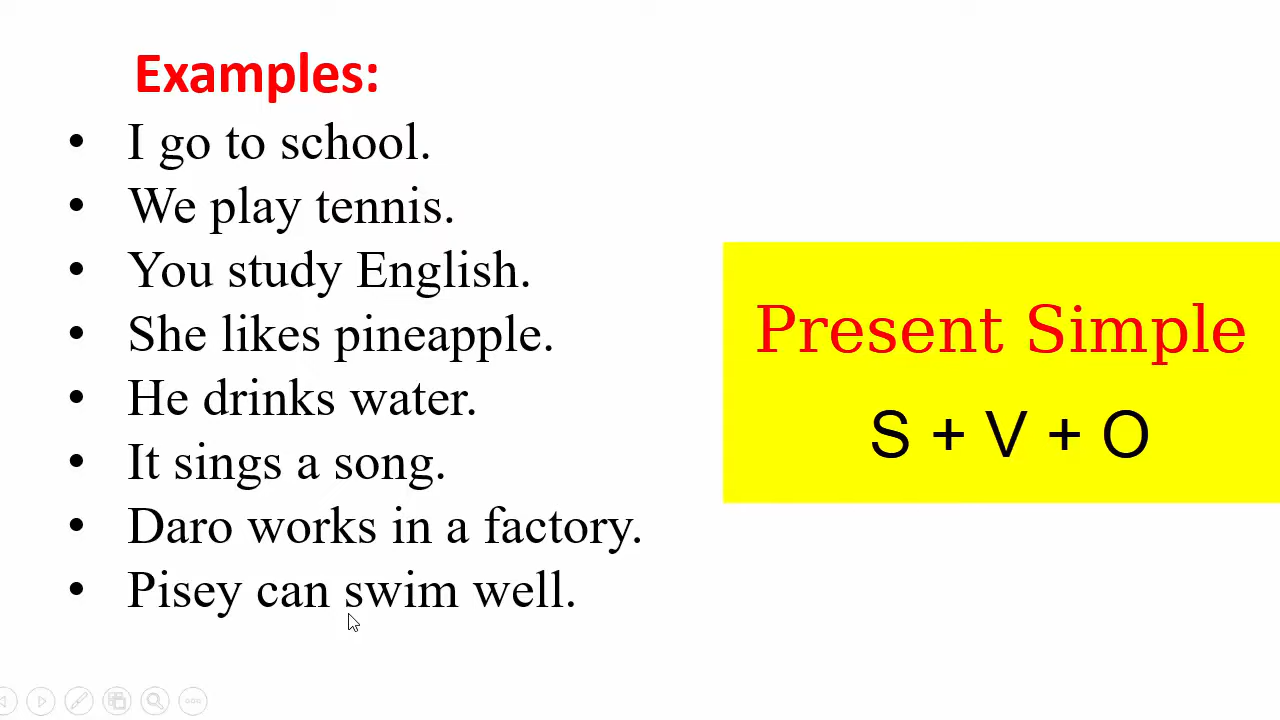 Examples:
• I go to school.
• We play tennis.
• You study English.
• She likes pineapple.
• He drinks water.
• It sings a song.
• Daro works in a factory.
• Pisey can swim well.
Present Simple
S + V + O